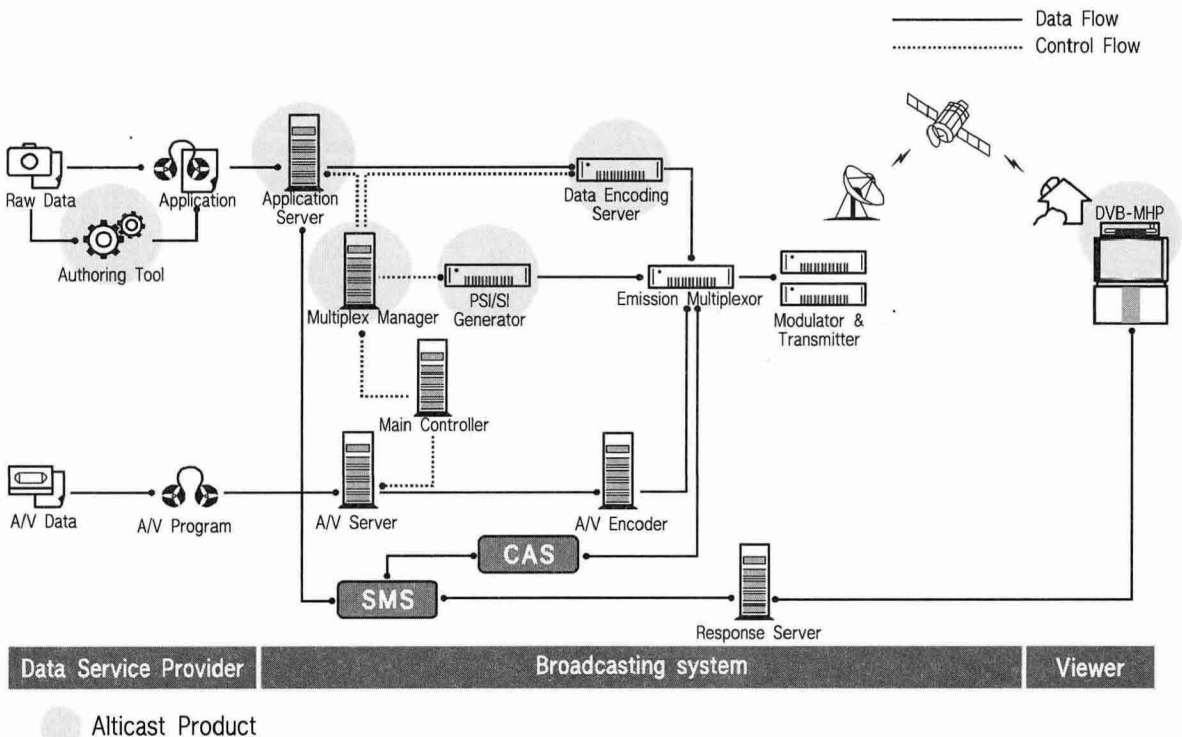 Data Flow
Control Flow
Raw Data
Application
Application
Server
Data Encoding
Server
DVB-MHP
Authoring Tool
Multiplex Manager
PSI/SI
Generator
Emission Multiplexor
Modulator &
Transmitter
Main Controller
A/V Data
A/V Program
A/V Server
A/V Encoder
CAS
SMS
Response Server
Data Service Provider
Broadcasting system
Viewer
Alticast Product